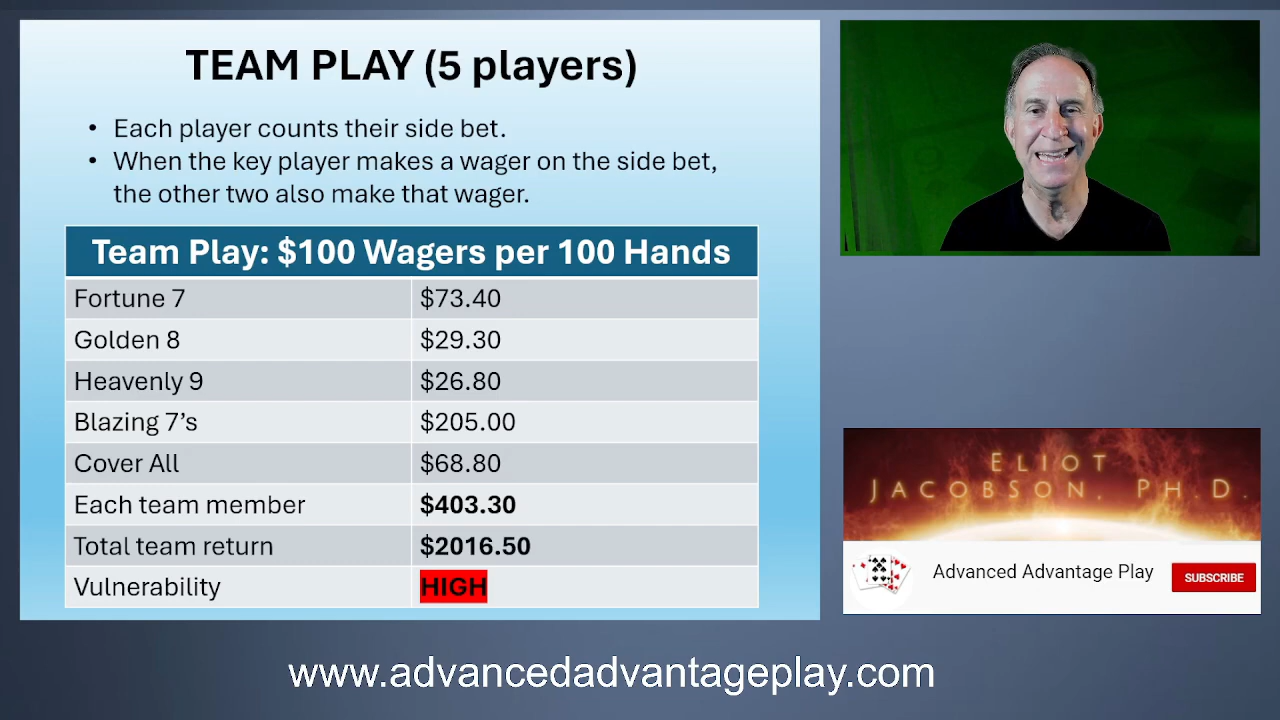 TEAM PLAY (5 players)
• Each player counts their side bet.
• When the key player makes a wager on the side bet,
the other two also make that wager.
Team Play: $100 Wagers per 100 Hands
Fortune 7 $73.40
Golden 8 $29.30
Heavenly 9 $26.80
Blazing 7’s $205.00
Cover All $68.80
Each team member $403.30
Total team return $2016.50
Vulnerability HIGH
ELIOT
JACOBSON, PH.D.
Advanced Advantage Play
SUBSCRIBE
www.advancedadvantageplay.com